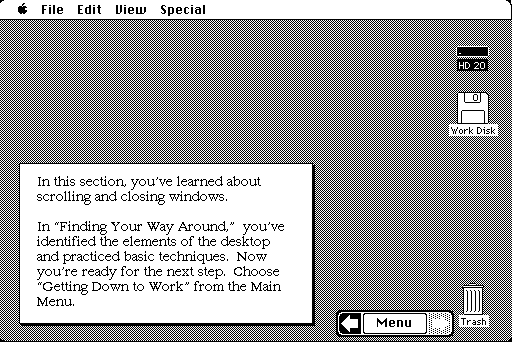 File Edit View Special
HD 20
Work Disk
In this section, you've learned about
scrolling and closing windows.
In “Finding Your Way Around,” you've
identified the elements of the desktop
and practiced basic techniques. Now
you're ready for the next step. Choose
“Getting Down to Work” from the Main
Menu.
Menu
Trash